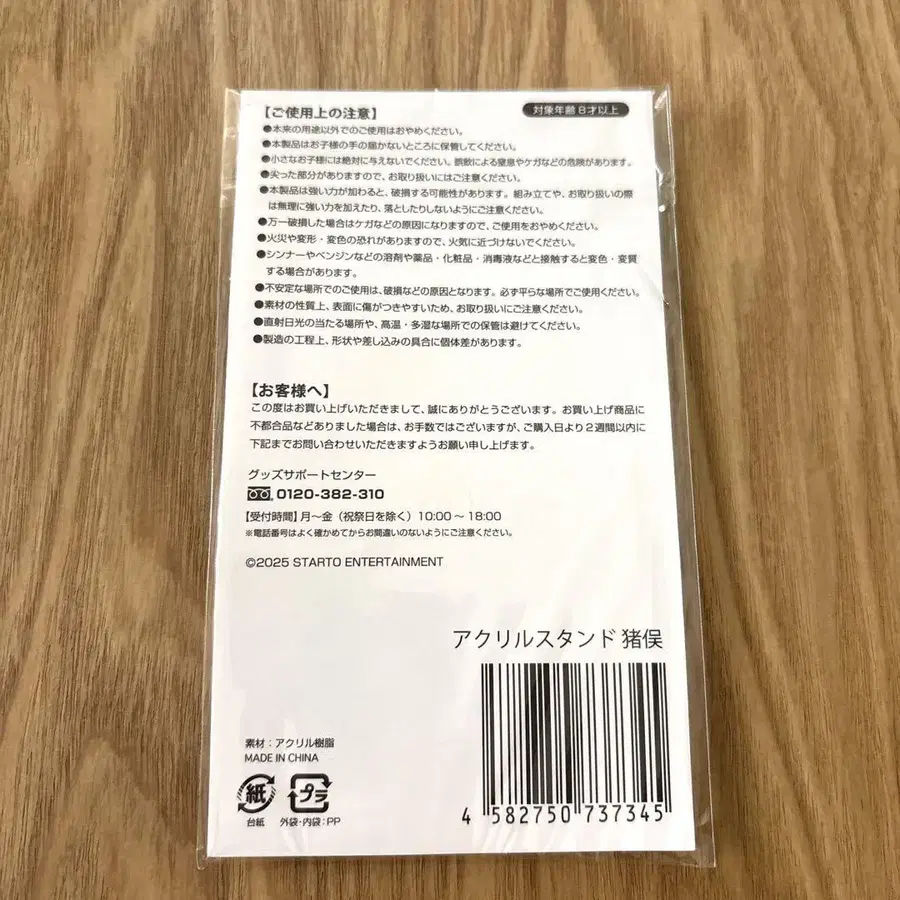 【ご使用上の注意】
対象年齢8才以上
●本来の用途以外でのご使用はおやめください。
●本製品はお子様の手の届かないところに保管してください。
●小さなお子様には絶対に与えないでください。誤飲による窒息やケガなどの危険があります。
●尖った部分がありますので、お取り扱いにはご注意ください。
●本製品は強い力が加わると、破損する可能性があります。組み立てや、お取り扱いの際
は無理に強い力を加えたり、落としたりしないようにご注意ください。
●万一破損した場合はケガなどの原因になりますので、ご使用をおやめください。
●火災や変形・変色の恐れがありますので、火気に近づけないでください。
●シンナーやベンジンなどの溶剤や薬品・化粧品・消毒液などと接触すると変色・変質
する場合があります。
●不安定な場所でのご使用は、破損などの原因となります。必ず平らな場所でご使用ください。
●素材の性質上、表面に傷がつきやすいため、お取り扱いにご注意ください。
●直射日光の当たる場所や、高温・多湿な場所での保管は避けてください。
●製造の工程上、形状や差し込みの具合に個体差があります。
【お客様へ】
この度はお買い上げいただきまして、誠にありがとうございます。お買い上げ商品に
不都合品などありました場合は、お手数ではございますが、ご購入日より2週間以内に
下記までお問い合わせいただきますようお願い申し上げます。
グッズサポートセンター
0120-382-310
【受付時間】月〜金(祝祭日を除く)10:00〜18:00
※電話番号はよく確かめてからお間違いのないようにご注意ください。
©2025 STARTO ENTERTAINMENT
アクリルスタンド 猪俣
素材:アクリル樹脂
MADE IN CHINA
紙
プラ
台紙
外袋・内袋:PP
4 582750 737345